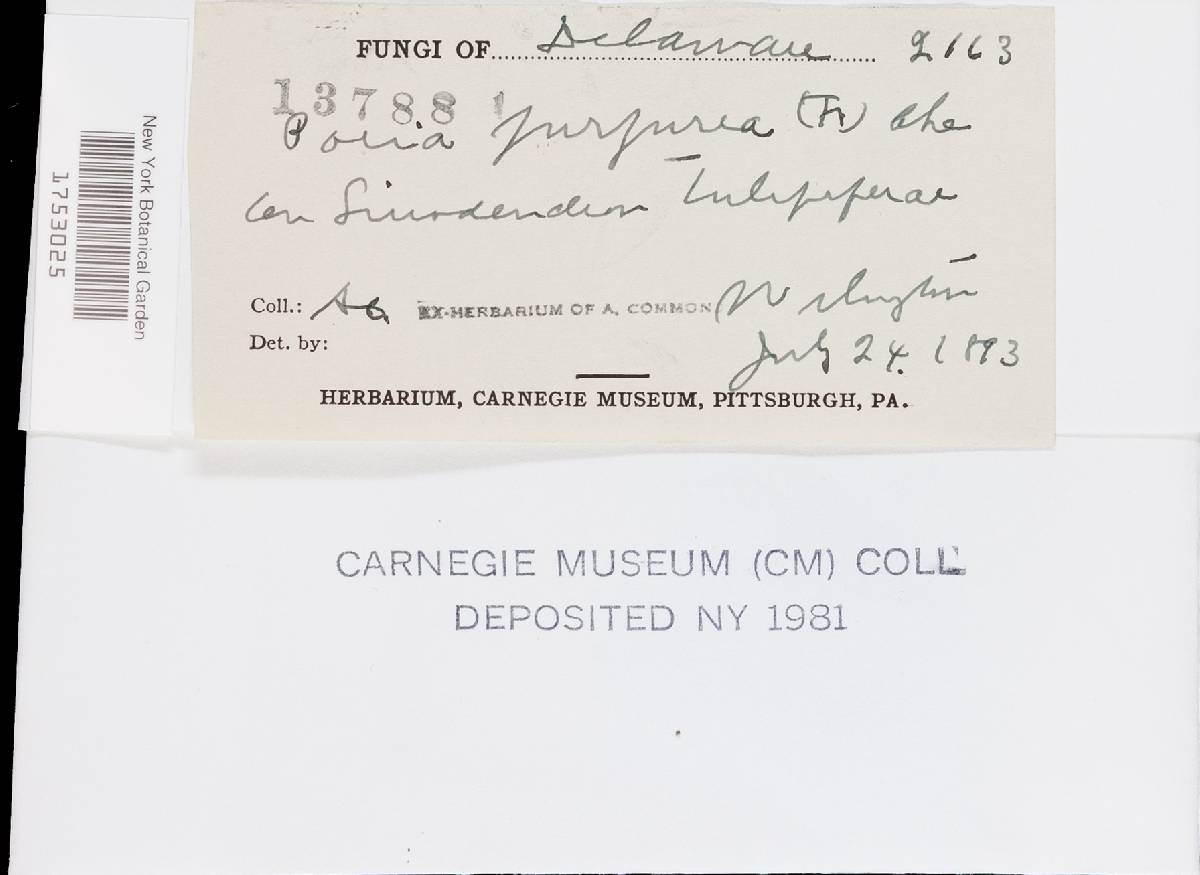 FUNGI OF Delaware 2163
13788
Poria purpurea (Fr) Cke
on Liriodendron Tulipiferae
Coll.: AC EX-HERBARIUM OF A. COMMONS Wilmington
Det. by: July 24. 1893
HERBARIUM, CARNEGIE MUSEUM, PITTSBURGH, PA.
New York Botanical Garden
1753025
CARNEGIE MUSEUM (CM) COLL
DEPOSITED NY 1981